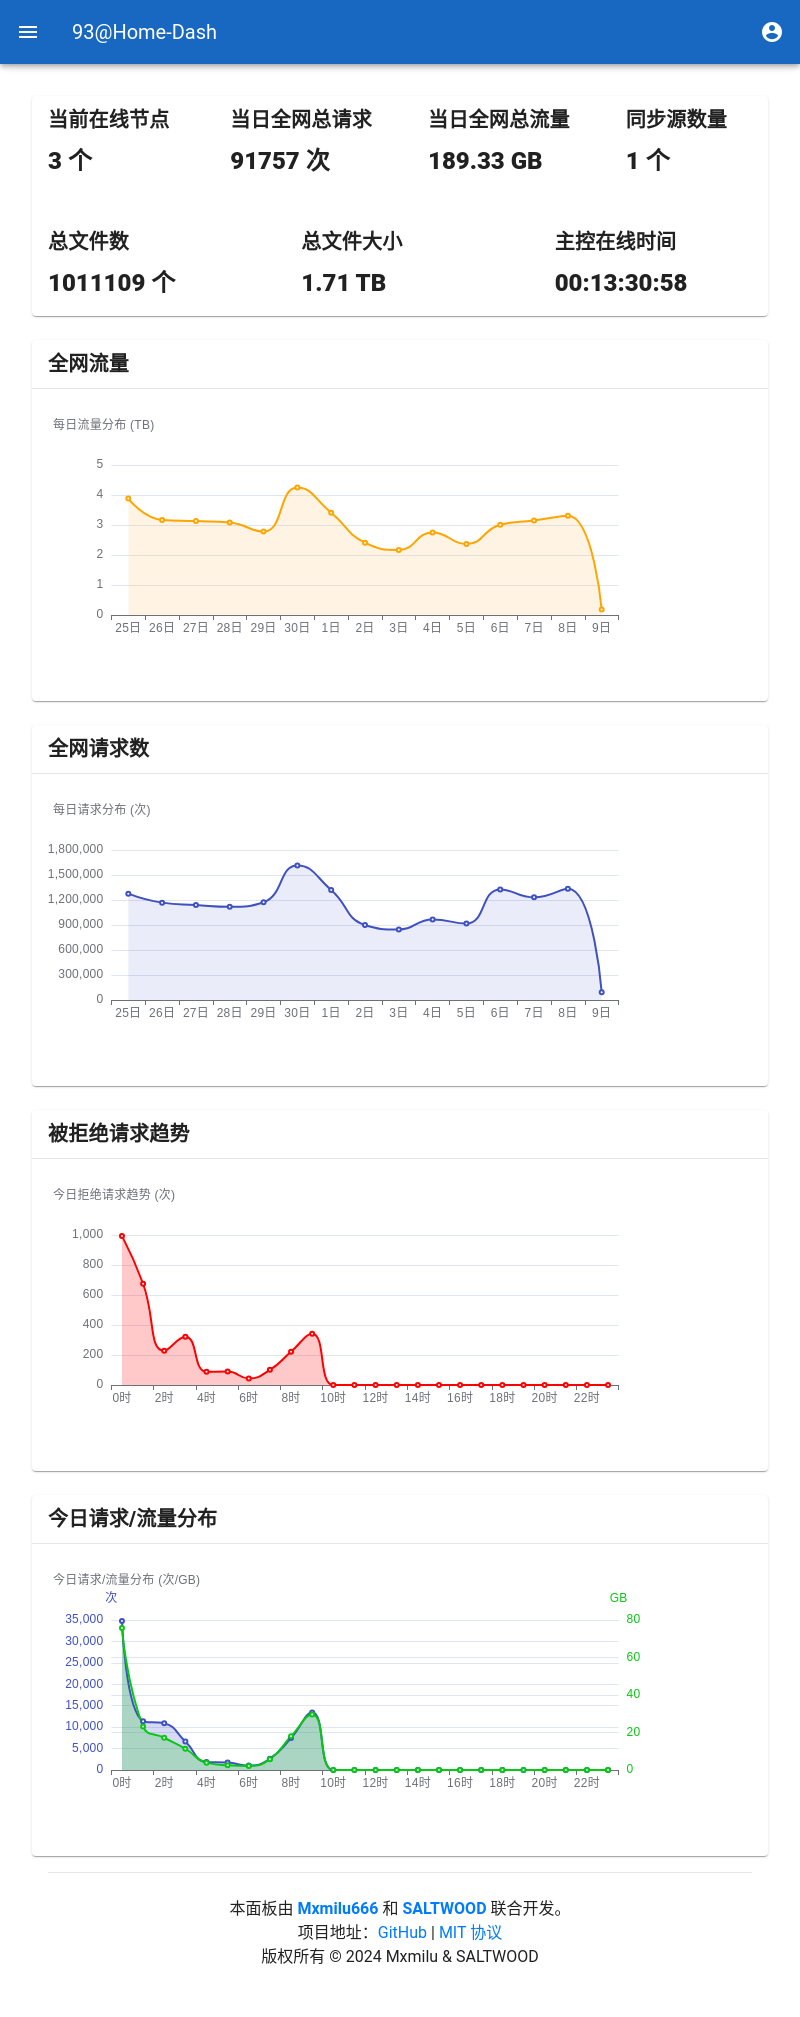 93@Home-Dash
当前在线节点 当日全网总请求 当日全网总流量 同步源数量
3 个 91757 次 189.33 GB 1 个
总文件数 总文件大小 主控在线时间
1011109 个 1.71 TB 00:13:30:58
全网流量
每日流量分布 (TB)
5
4
3
2
1
0
25日 26日 27日 28日 29日 30日 1日 2日 3日 4日 5日 6日 7日 8日 9日
全网请求数
每日请求分布 (次)
1,800,000
1,500,000
1,200,000
900,000
600,000
300,000
0
25日 26日 27日 28日 29日 30日 1日 2日 3日 4日 5日 6日 7日 8日 9日
被拒绝请求趋势
今日拒绝请求趋势 (次)
1,000
800
600
400
200
0
0时 2时 4时 6时 8时 10时 12时 14时 16时 18时 20时 22时
今日请求/流量分布
今日请求/流量分布 (次/GB)
次 GB
35,000 80
30,000
25,000 60
20,000
15,000 40
10,000 20
5,000
0 0
0时 2时 4时 6时 8时 10时 12时 14时 16时 18时 20时 22时
本面板由 Mxmilu666 和 SALTWOOD 联合开发。
项目地址：GitHub | MIT 协议
版权所有 © 2024 Mxmilu & SALTWOOD